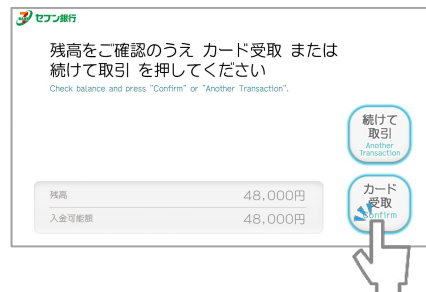 セブン銀行
残高をご確認のうえ カード受取 または
続けて取引 を押してください
Check balance and press "Confirm" or "Another Transaction".
続けて
取引
Another
Transaction
残高 48,000円
入金可能額 48,000円
カード
受取
Confirm